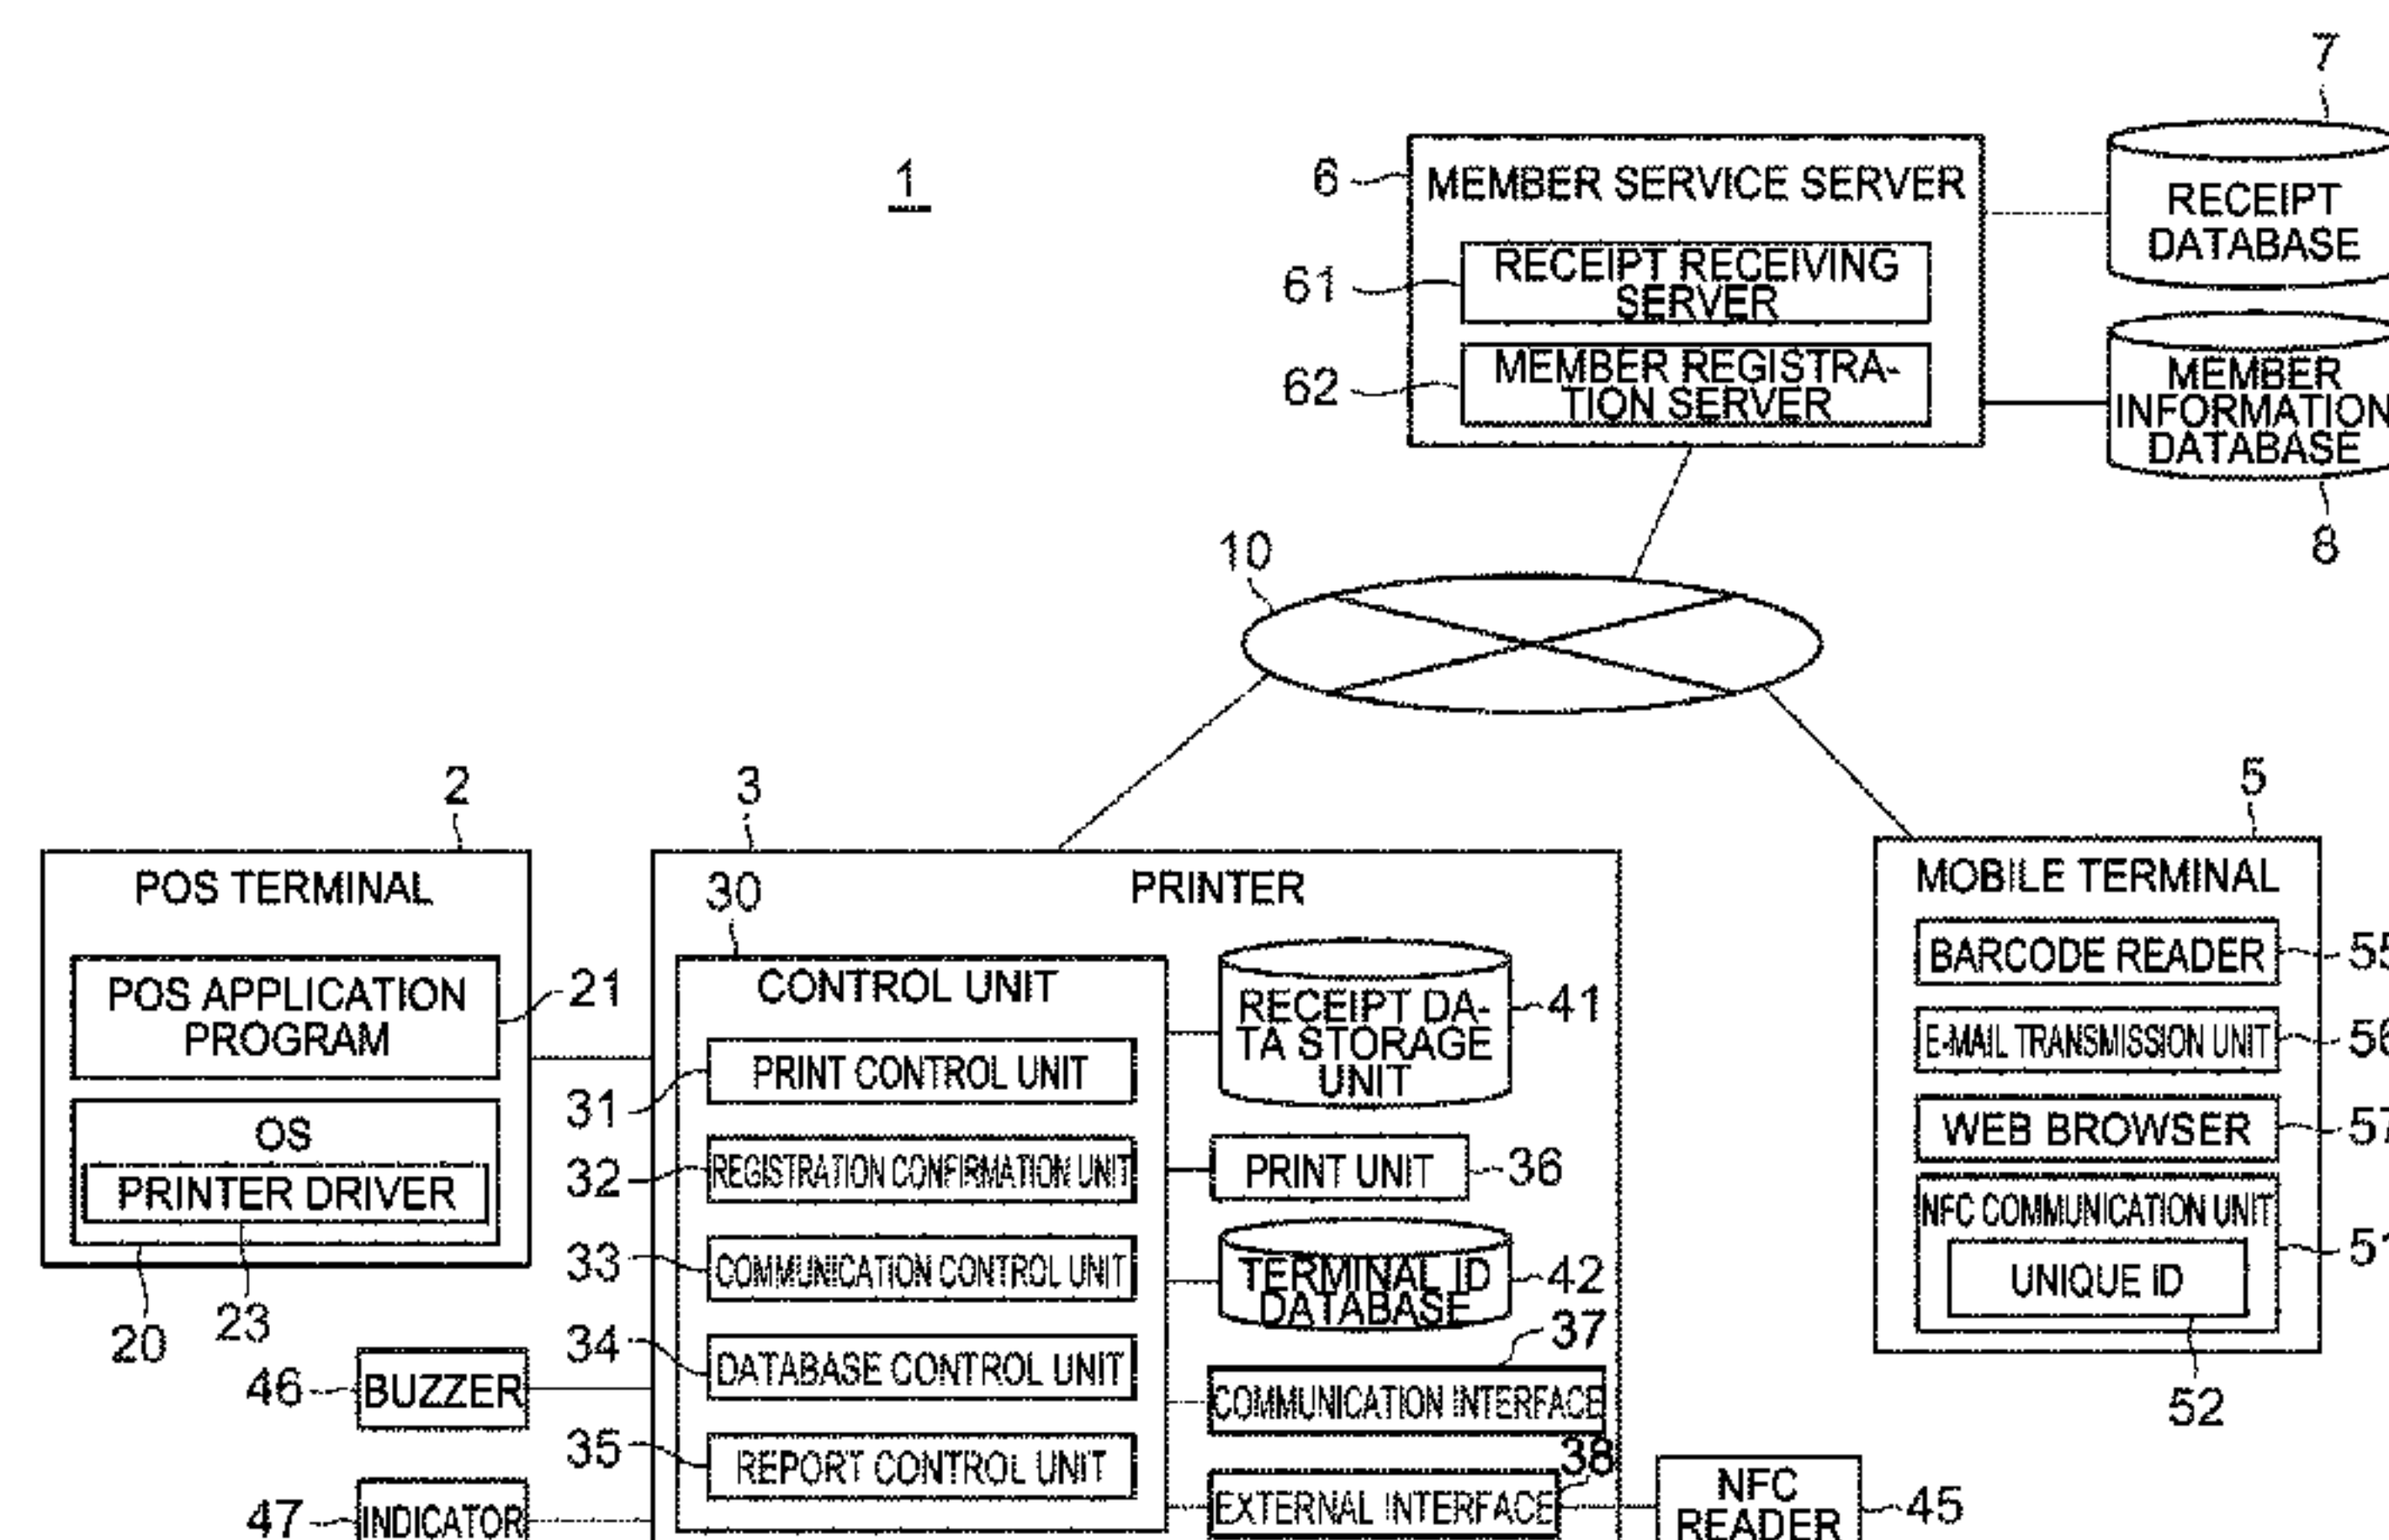 1
7
6
MEMBER SERVICE SERVER
RECEIPT
DATABASE
61
RECEIPT RECEIVING
SERVER
62
MEMBER REGISTRA-
TION SERVER
MEMBER
INFORMATION
DATABASE
8
10
2
POS TERMINAL
POS APPLICATION
PROGRAM
21
OS
PRINTER DRIVER
20
23
46
BUZZER
47
INDICATOR
3
PRINTER
30
CONTROL UNIT
31
PRINT CONTROL UNIT
32
REGISTRATION CONFIRMATION UNIT
33
COMMUNICATION CONTROL UNIT
34
DATABASE CONTROL UNIT
35
REPORT CONTROL UNIT
RECEIPT DA-
TA STORAGE
UNIT
41
PRINT UNIT
36
TERMINAL ID
DATABASE
42
37
COMMUNICATION INTERFACE
38
EXTERNAL INTERFACE
NFC
READER
45
5
MOBILE TERMINAL
BARCODE READER
55
E-MAIL TRANSMISSION UNIT
56
WEB BROWSER
57
NFC COMMUNICATION UNIT
51
UNIQUE ID
52